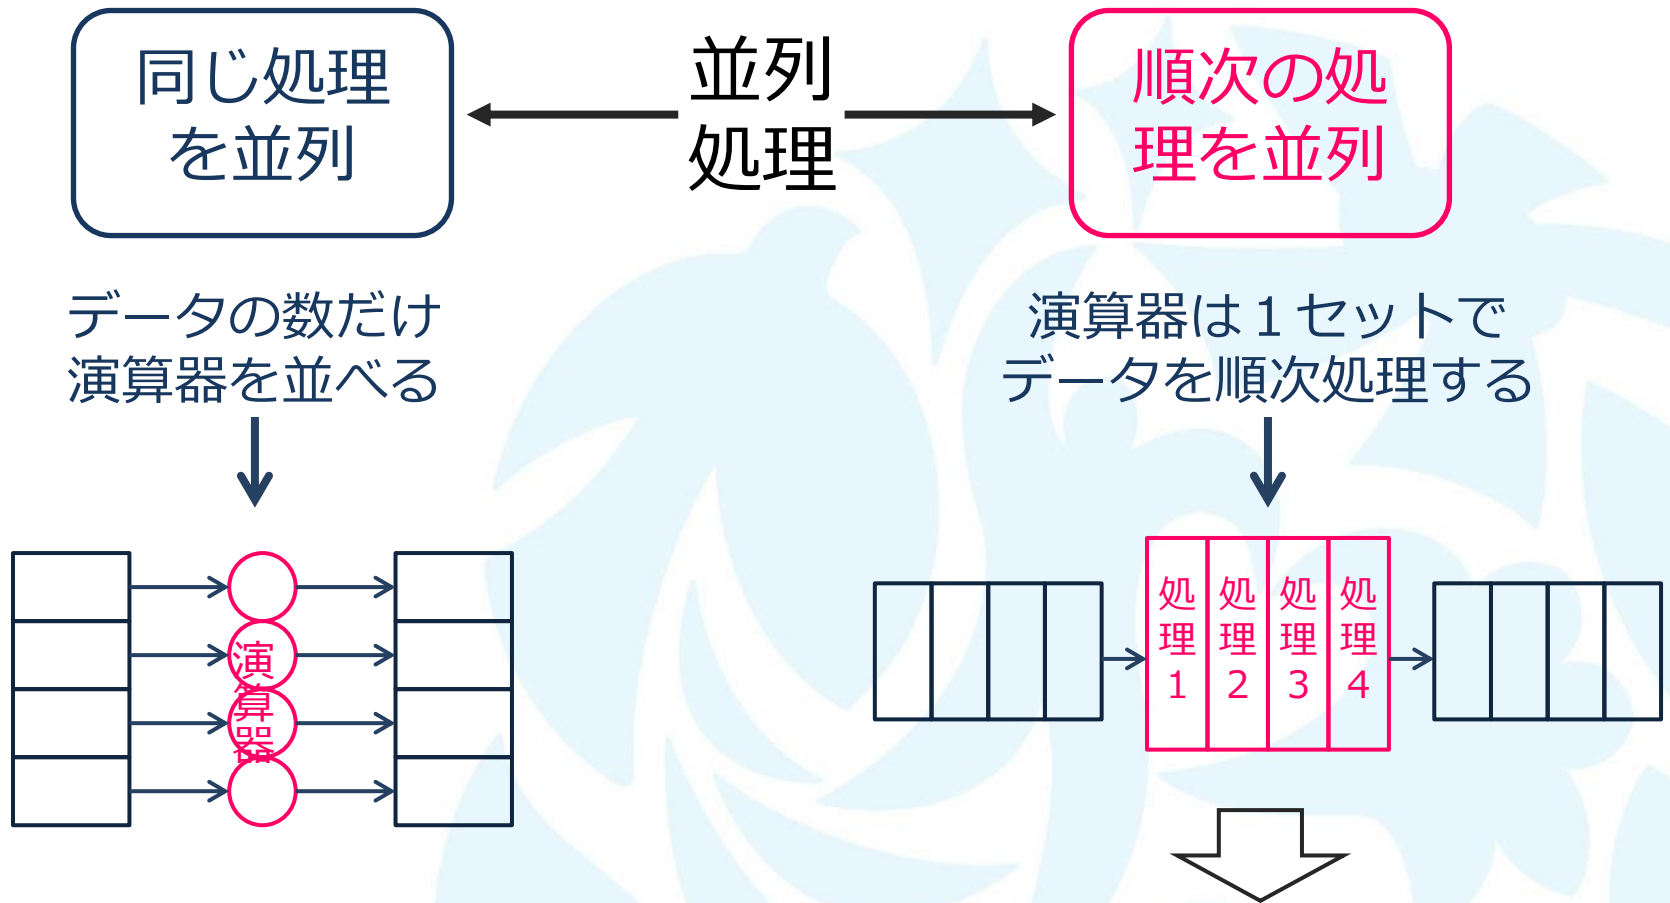 同じ処理
を並列
並列
処理
順次の処
理を並列
データの数だけ
演算器を並べる
演算器は１セットで
データを順次処理する
演
算
器
処
理
1
処
理
2
処
理
3
処
理
4